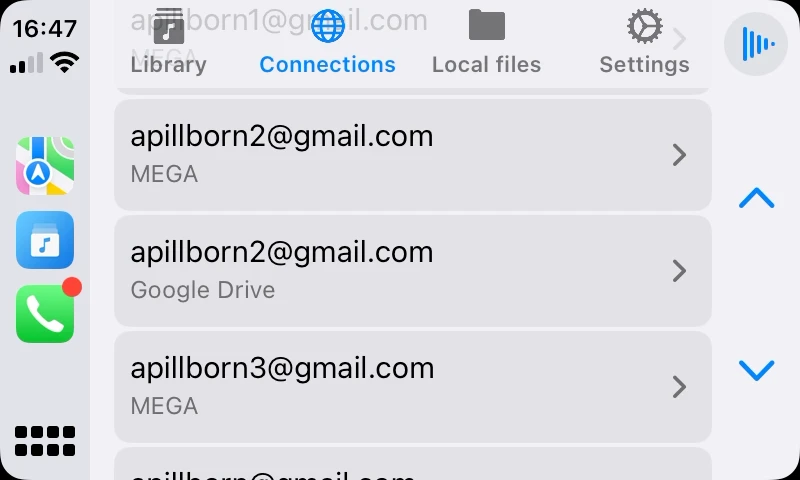 16:47
apillborn1@gmail.com
MEGA
Library
Connections
Local files
Settings
apillborn2@gmail.com
MEGA
apillborn2@gmail.com
Google Drive
apillborn3@gmail.com
MEGA
apillborn@gmail.com